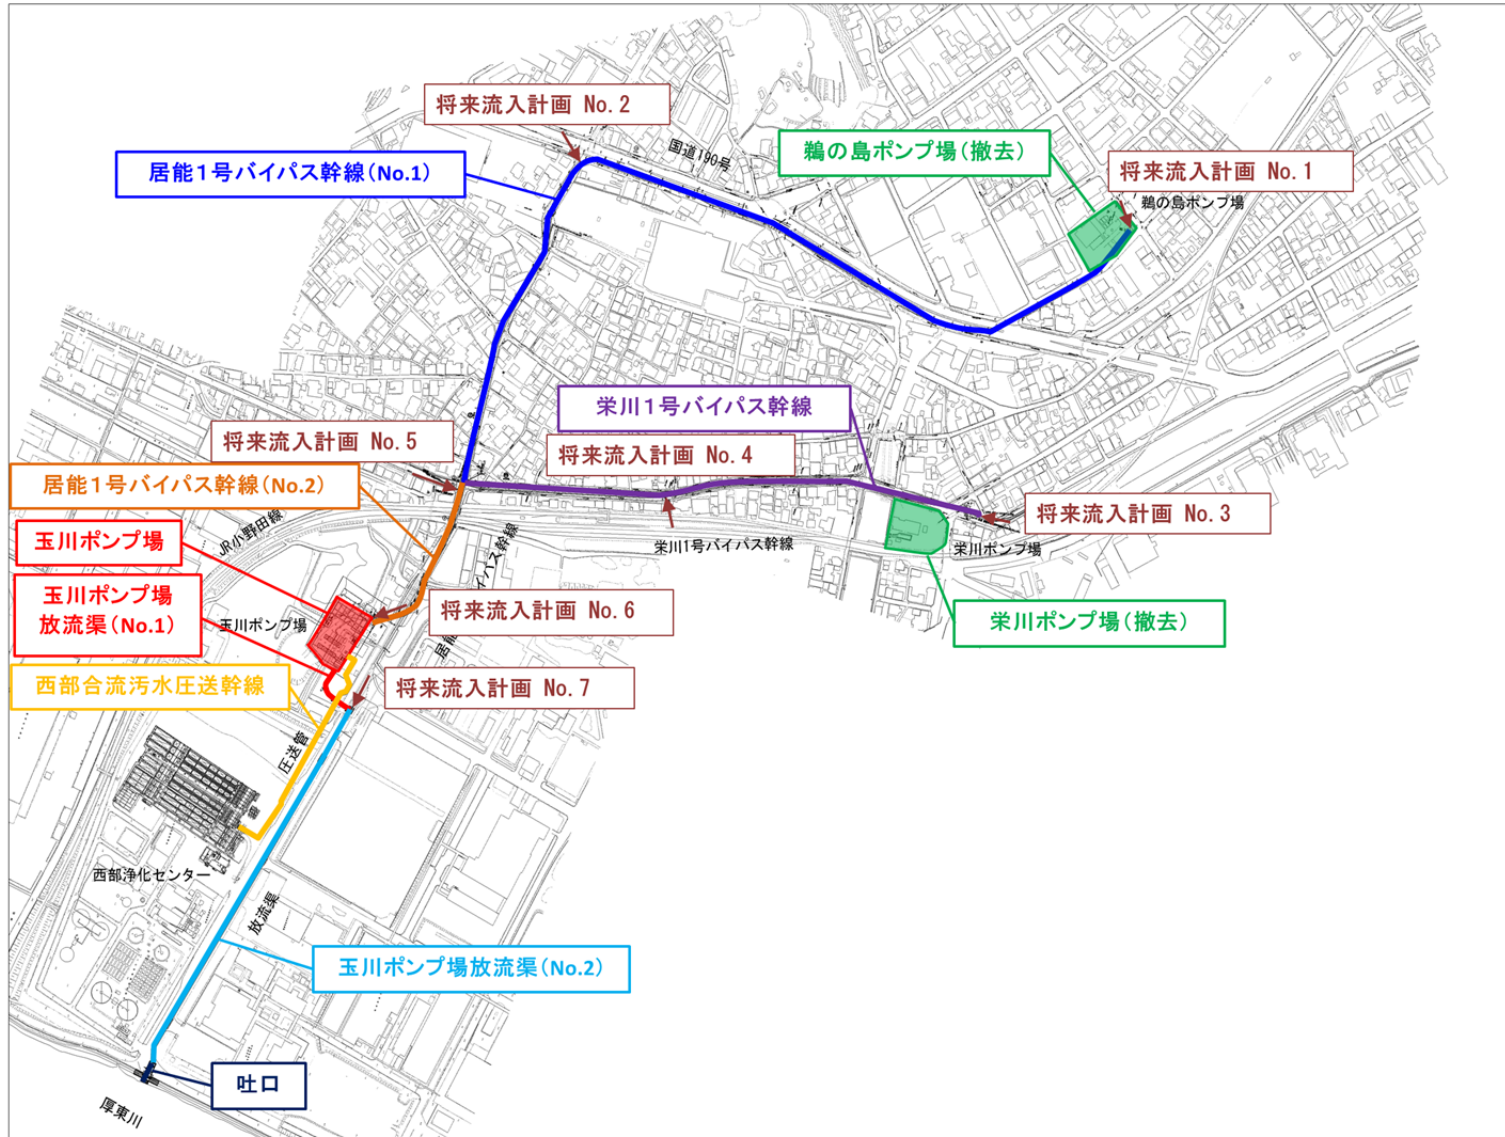 将来流入計画 No.2
国道190号
鵜の島ポンプ場(撤去)
居能1号バイパス幹線(No.1)
将来流入計画 No.1
鵜の島ポンプ場
栄川1号バイパス幹線
将来流入計画 No.5
将来流入計画 No.4
居能1号バイパス幹線(No.2)
将来流入計画 No.3
JR小野田線
栄川1号バイパス幹線
栄川ポンプ場
玉川ポンプ場
玉川ポンプ場
放流渠(No.1)
将来流入計画 No.6
栄川ポンプ場(撤去)
玉川ポンプ場
居能
イパス幹線
西部合流汚水圧送幹線
将来流入計画 No.7
圧送管
西部浄化センター
放流渠
玉川ポンプ場放流渠(No.2)
吐口
厚東川